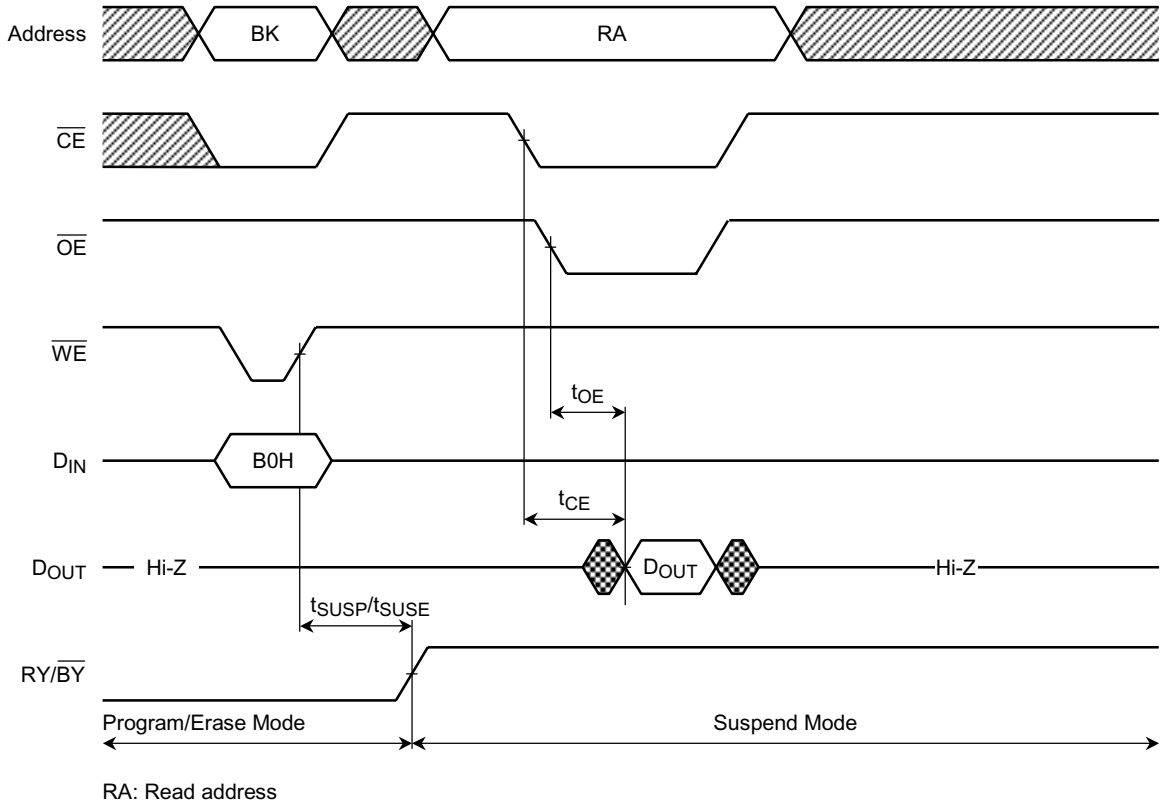 Address BK RA
CE
OE
WE
tOE
DIN B0H
tCE
DOUT Hi-Z DOUT Hi-Z
tSUSP/tSUSE
RY/BY
Program/Erase Mode Suspend Mode
RA: Read address